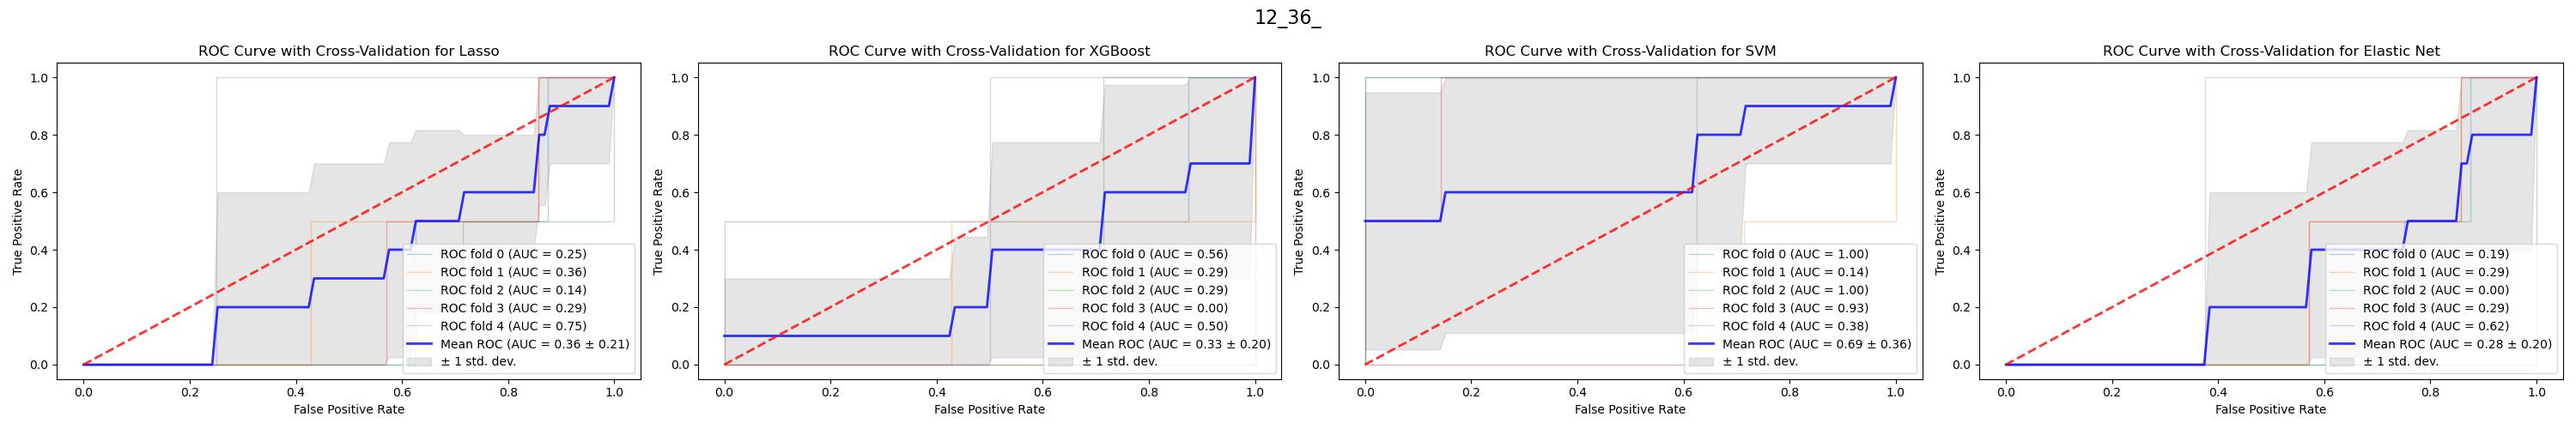 12_36_
ROC Curve with Cross-Validation for Lasso
True Positive Rate
1.0
0.8
0.6
0.4
0.2
0.0
ROC fold 0 (AUC = 0.25)
ROC fold 1 (AUC = 0.36)
ROC fold 2 (AUC = 0.14)
ROC fold 3 (AUC = 0.29)
ROC fold 4 (AUC = 0.75)
Mean ROC (AUC = 0.36 ± 0.21)
± 1 std. dev.
0.0 0.2 0.4 0.6 0.8 1.0
False Positive Rate
ROC Curve with Cross-Validation for XGBoost
True Positive Rate
1.0
0.8
0.6
0.4
0.2
0.0
ROC fold 0 (AUC = 0.56)
ROC fold 1 (AUC = 0.29)
ROC fold 2 (AUC = 0.29)
ROC fold 3 (AUC = 0.00)
ROC fold 4 (AUC = 0.50)
Mean ROC (AUC = 0.33 ± 0.20)
± 1 std. dev.
0.0 0.2 0.4 0.6 0.8 1.0
False Positive Rate
ROC Curve with Cross-Validation for SVM
True Positive Rate
1.0
0.8
0.6
0.4
0.2
0.0
ROC fold 0 (AUC = 1.00)
ROC fold 1 (AUC = 0.14)
ROC fold 2 (AUC = 1.00)
ROC fold 3 (AUC = 0.93)
ROC fold 4 (AUC = 0.38)
Mean ROC (AUC = 0.69 ± 0.36)
± 1 std. dev.
0.0 0.2 0.4 0.6 0.8 1.0
False Positive Rate
ROC Curve with Cross-Validation for Elastic Net
True Positive Rate
1.0
0.8
0.6
0.4
0.2
0.0
ROC fold 0 (AUC = 0.19)
ROC fold 1 (AUC = 0.29)
ROC fold 2 (AUC = 0.00)
ROC fold 3 (AUC = 0.29)
ROC fold 4 (AUC = 0.62)
Mean ROC (AUC = 0.28 ± 0.20)
± 1 std. dev.
0.0 0.2 0.4 0.6 0.8 1.0
False Positive Rate